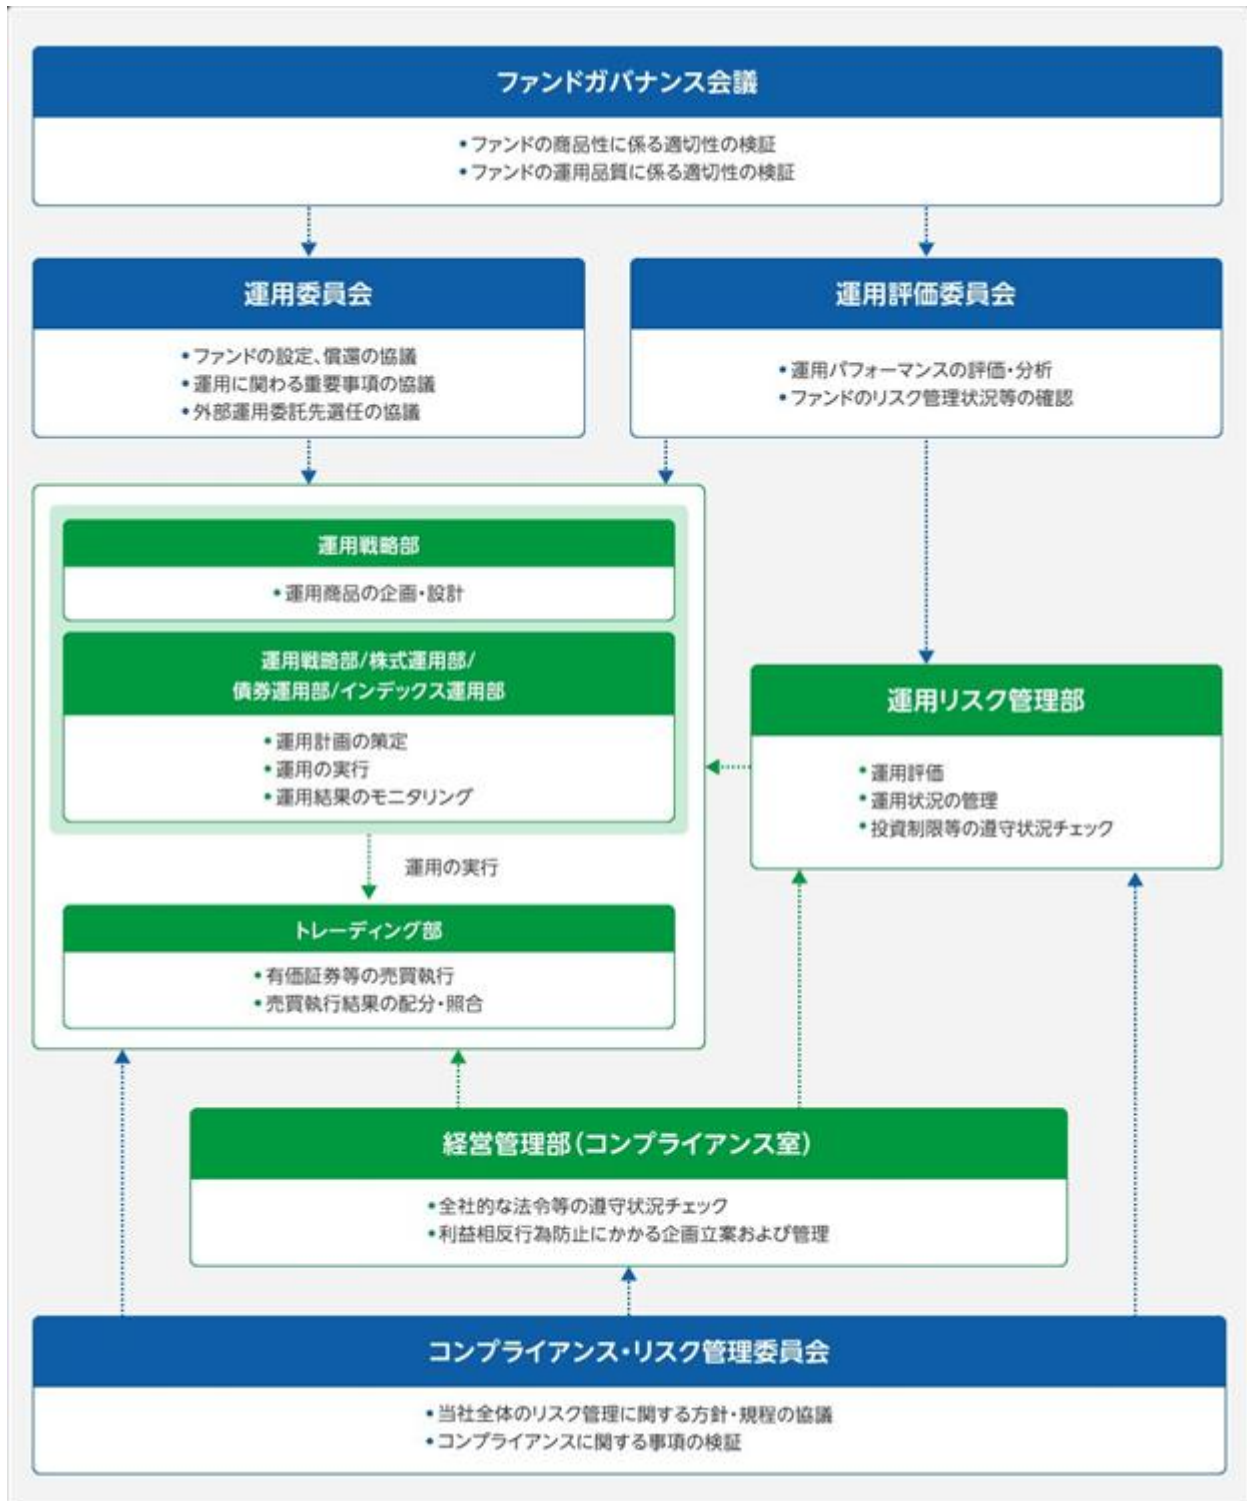 ファンドガバナンス会議
•ファンドの商品性に係る適切性の検証
•ファンドの運用品質に係る適切性の検証
運用委員会
•ファンドの設定、償還の協議
•運用に関わる重要事項の協議
•外部運用委託先選任の協議
運用評価委員会
•運用パフォーマンスの評価・分析
•ファンドのリスク管理状況等の確認
運用戦略部
•運用商品の企画・設計
運用戦略部/株式運用部/
債券運用部/インデックス運用部
•運用計画の策定
•運用の実行
•運用結果のモニタリング
運用の実行
トレーディング部
•有価証券等の売買執行
•売買執行結果の配分・照合
運用リスク管理部
•運用評価
•運用状況の管理
•投資制限等の遵守状況チェック
経営管理部（コンプライアンス室）
•全社的な法令等の遵守状況チェック
•利益相反行為防止にかかる企画立案および管理
コンプライアンス・リスク管理委員会
•当社全体のリスク管理に関する方針・規程の協議
•コンプライアンスに関する事項の検証